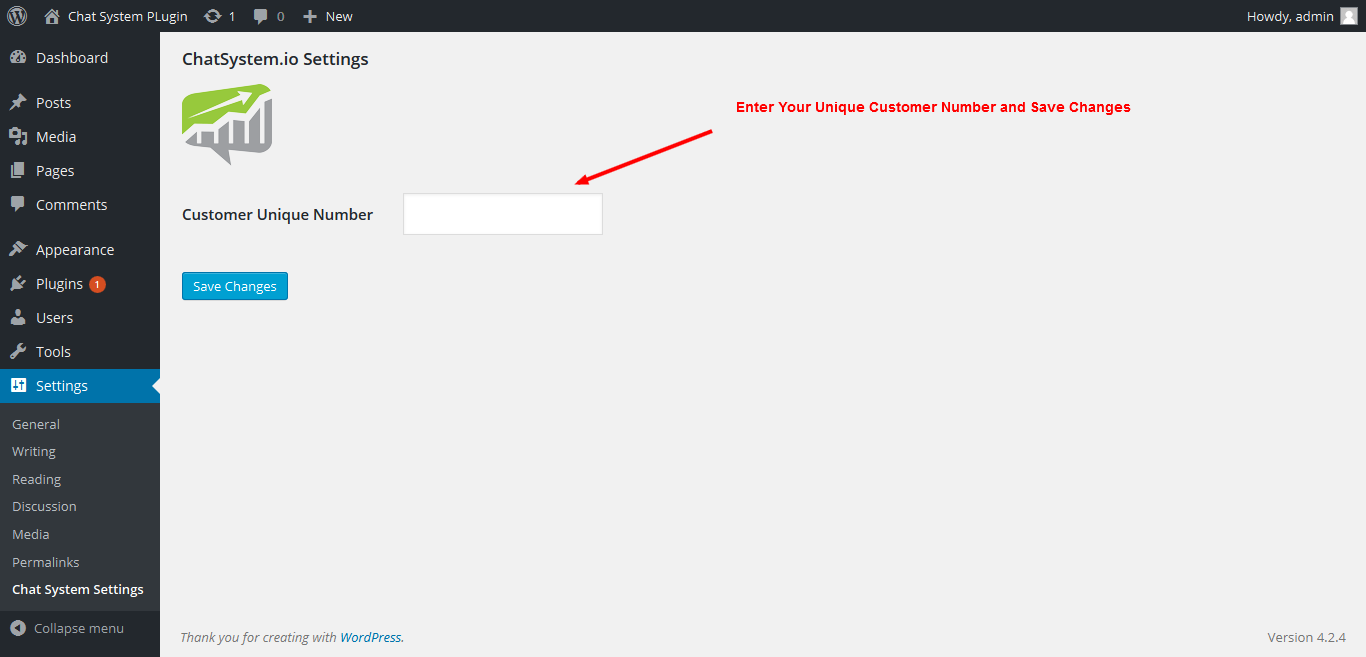 Chat System PLugin 1 0 New Howdy, admin
Dashboard
Posts
Media
Pages
Comments
Appearance
Plugins 1
Users
Tools
Settings
General
Writing
Reading
Discussion
Media
Permalinks
Chat System Settings
Collapse menu
ChatSystem.io Settings
Enter Your Unique Customer Number and Save Changes
Customer Unique Number
Save Changes
Thank you for creating with WordPress.
Version 4.2.4